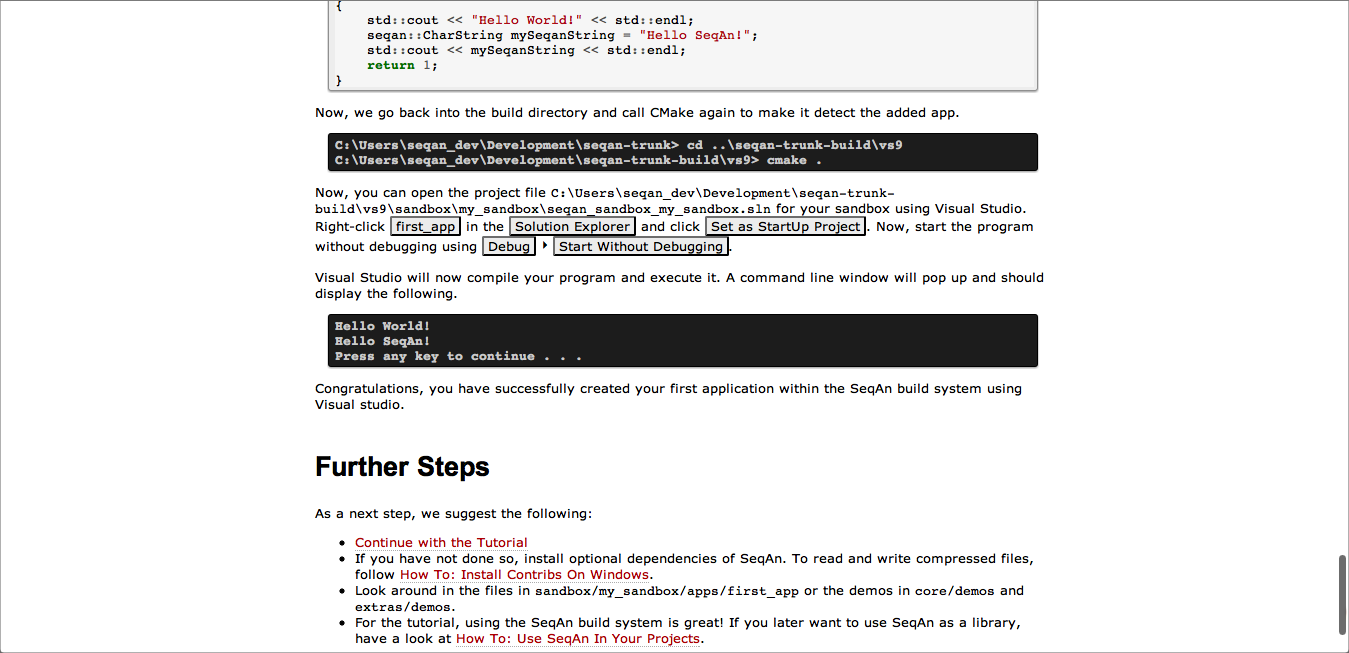 {
    std::cout << "Hello World!" << std::endl;
    seqan::CharString mySeqanString = "Hello SeqAn!";
    std::cout << mySeqanString << std::endl;
    return 1;
}
Now, we go back into the build directory and call CMake again to make it detect the added app.
C:\Users\seqan_dev\Development\seqan-trunk> cd ..\seqan-trunk-build\vs9
C:\Users\seqan_dev\Development\seqan-trunk-build\vs9> cmake .
Now, you can open the project file C:\Users\seqan_dev\Development\seqan-trunk-
build\vs9\sandbox\my_sandbox\seqan_sandbox_my_sandbox.sln for your sandbox using Visual Studio.
Right-click first_app in the Solution Explorer and click Set as StartUp Project. Now, start the program
without debugging using Debug ‣ Start Without Debugging.
Visual Studio will now compile your program and execute it. A command line window will pop up and should
display the following.
Hello World!
Hello SeqAn!
Press any key to continue . . .
Congratulations, you have successfully created your first application within the SeqAn build system using
Visual studio.
Further Steps
As a next step, we suggest the following:
• Continue with the Tutorial
• If you have not done so, install optional dependencies of SeqAn. To read and write compressed files,
follow How To: Install Contribs On Windows.
• Look around in the files in sandbox/my_sandbox/apps/first_app or the demos in core/demos and
extras/demos.
• For the tutorial, using the SeqAn build system is great! If you later want to use SeqAn as a library,
have a look at How To: Use SeqAn In Your Projects.